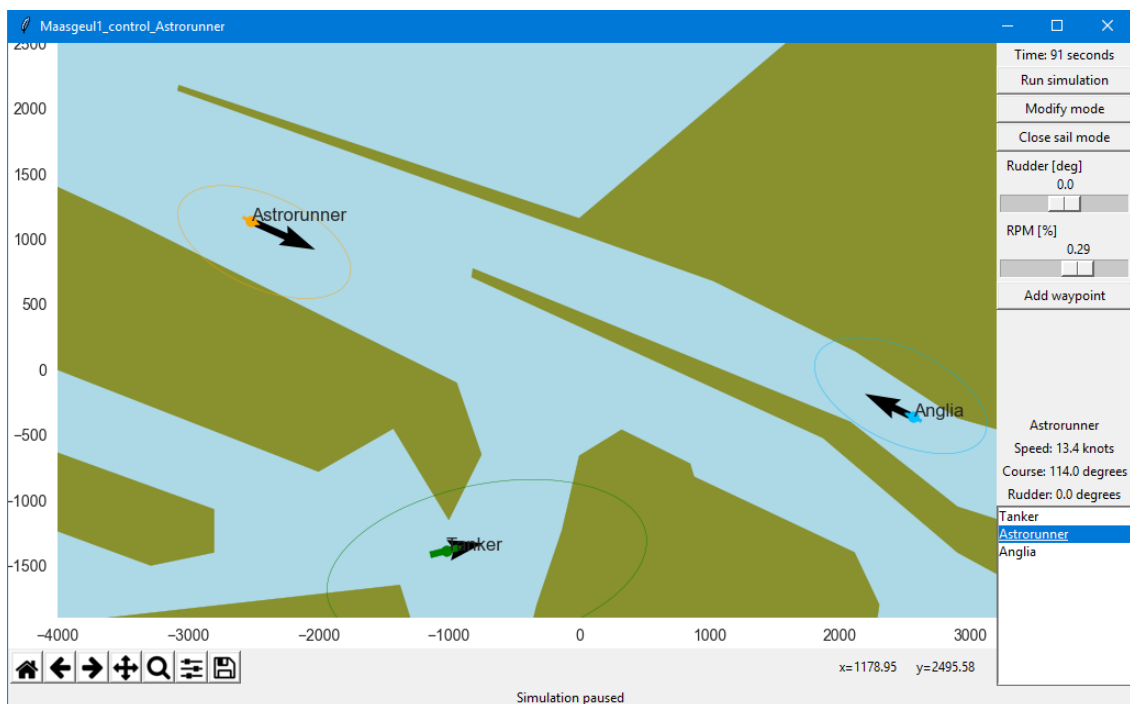 Maasgeul1_control_Astrorunner
2500
2000
1500
1000
500
0
−500
−1000
−1500
−4000 −3000 −2000 −1000 0 1000 2000 3000
Astrorunner
Anglia
Tanker
Time: 91 seconds
Run simulation
Modify mode
Close sail mode
Rudder [deg]
0.0
RPM [%]
0.29
Add waypoint
Astrorunner
Speed: 13.4 knots
Course: 114.0 degrees
Rudder: 0.0 degrees
Tanker
Astrorunner
Anglia
x=1178.95 y=2495.58
Simulation paused